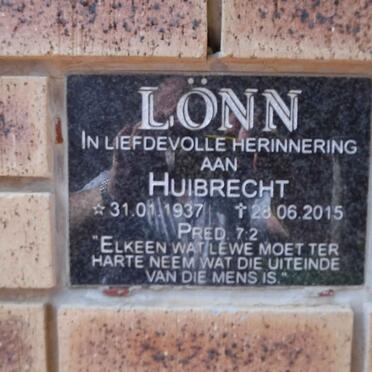 LÖNN
IN LIEFDEVOLLE HERINNERING
AAN
HUIBRECHT
☆ 31.01.1937 ✝ 28.06.2015
PRED. 7:2
"ELKEEN WAT LEWE MOET TER
HARTE NEEM WAT DIE UITEINDE
VAN DIE MENS IS."